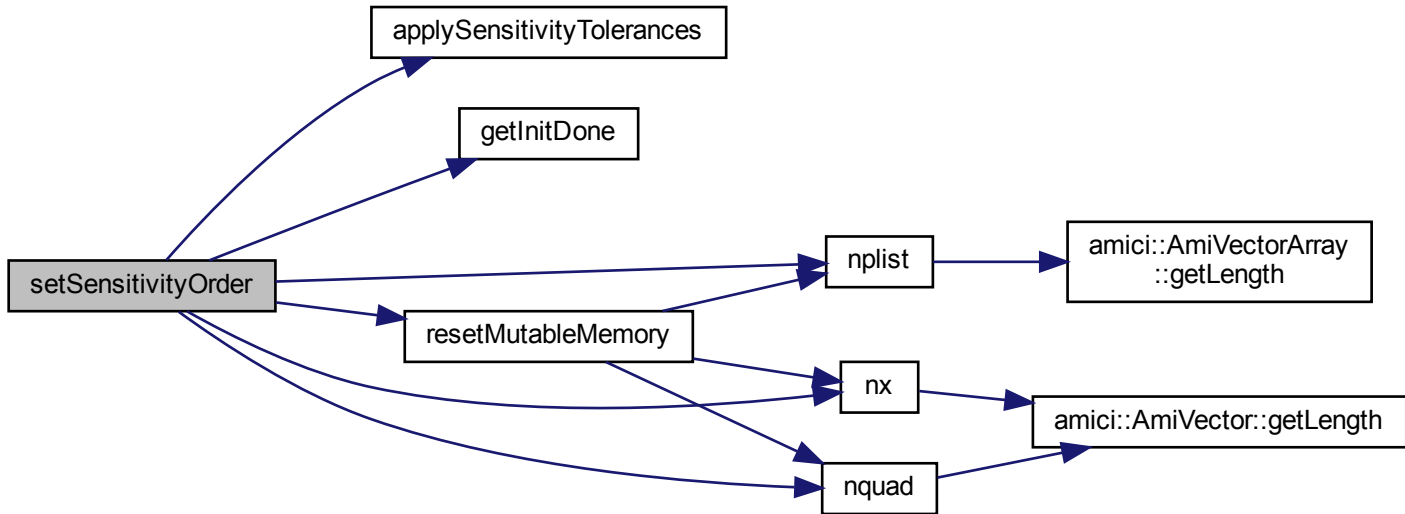 applySensitivityTolerances
getInitDone
setSensitivityOrder
nplist
amici::AmiVectorArray
::getLength
resetMutableMemory
nx
amici::AmiVector::getLength
nquad